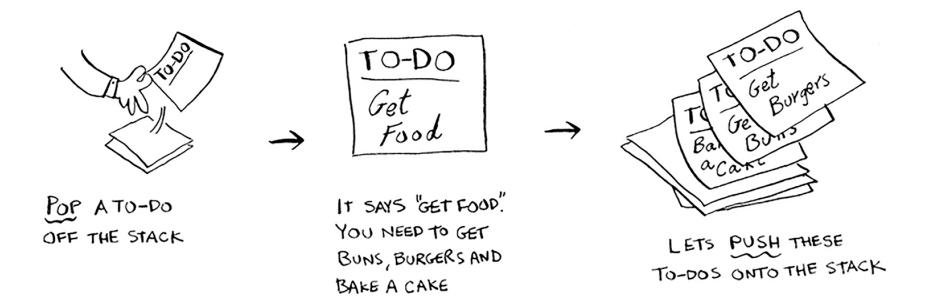 TO-DO
POP A TO-DO
OFF THE STACK
TO-DO
Get
Food
IT SAYS "GET FOOD".
YOU NEED TO GET
BUNS, BURGERS AND
BAKE A CAKE
TO-DO
Get
Burgers
TO
Ge
Buns
TO
Ba
a Cake
LETS PUSH THESE
TO-DOS ONTO THE STACK